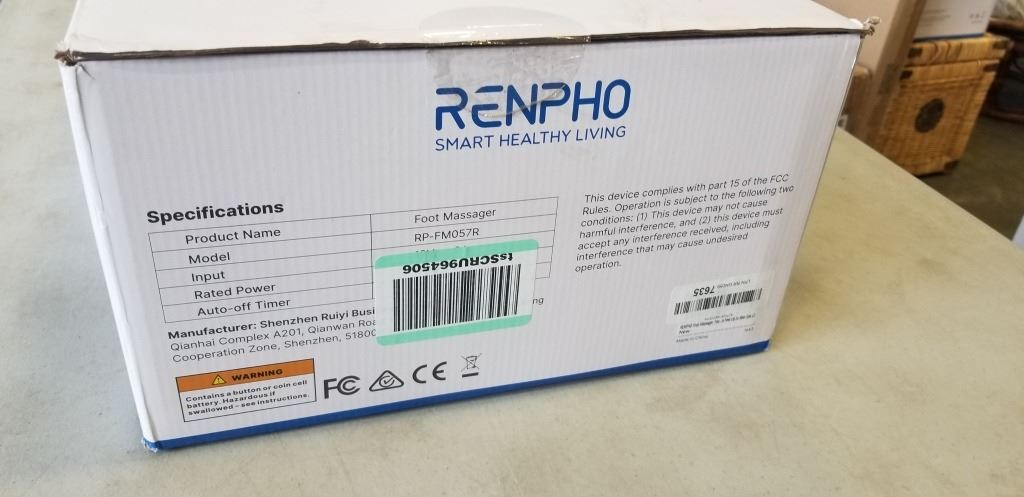 RENPHO
SMART HEALTHY LIVING
Specifications
Product Name Foot Massager
Model RP-FM057R
Input
Rated Power
Auto-off Timer
Manufacturer: Shenzhen Ruiyi Busi
Qianhai Complex A201, Qianwan Roa
Cooperation Zone, Shenzhen, 51800
tsSCRU964506
WARNING
Contains a button or coin cell
battery. Hazardous if
swallowed – see instructions.
FC
CE
This device complies with part 15 of the FCC
Rules. Operation is subject to the following two
conditions: (1) This device may not cause
harmful interference, and (2) this device must
accept any interference received, including
interference that may cause undesired
operation.
7635
New
Made in China